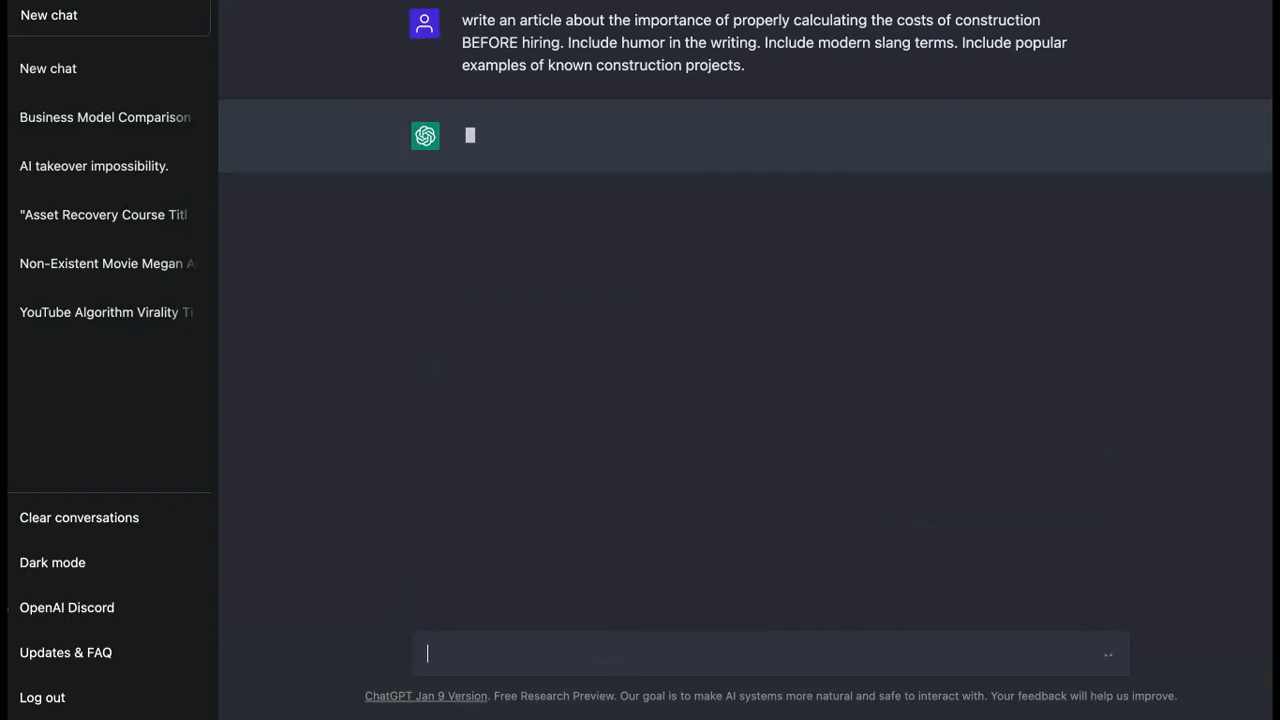 New chat
New chat
Business Model Comparison
AI takeover impossibility.
"Asset Recovery Course Titl
Non-Existent Movie Megan A
YouTube Algorithm Virality Ti
Clear conversations
Dark mode
OpenAI Discord
Updates & FAQ
Log out
write an article about the importance of properly calculating the costs of construction
BEFORE hiring. Include humor in the writing. Include modern slang terms. Include popular
examples of known construction projects.
ChatGPT Jan 9 Version. Free Research Preview. Our goal is to make AI systems more natural and safe to interact with. Your feedback will help us improve.